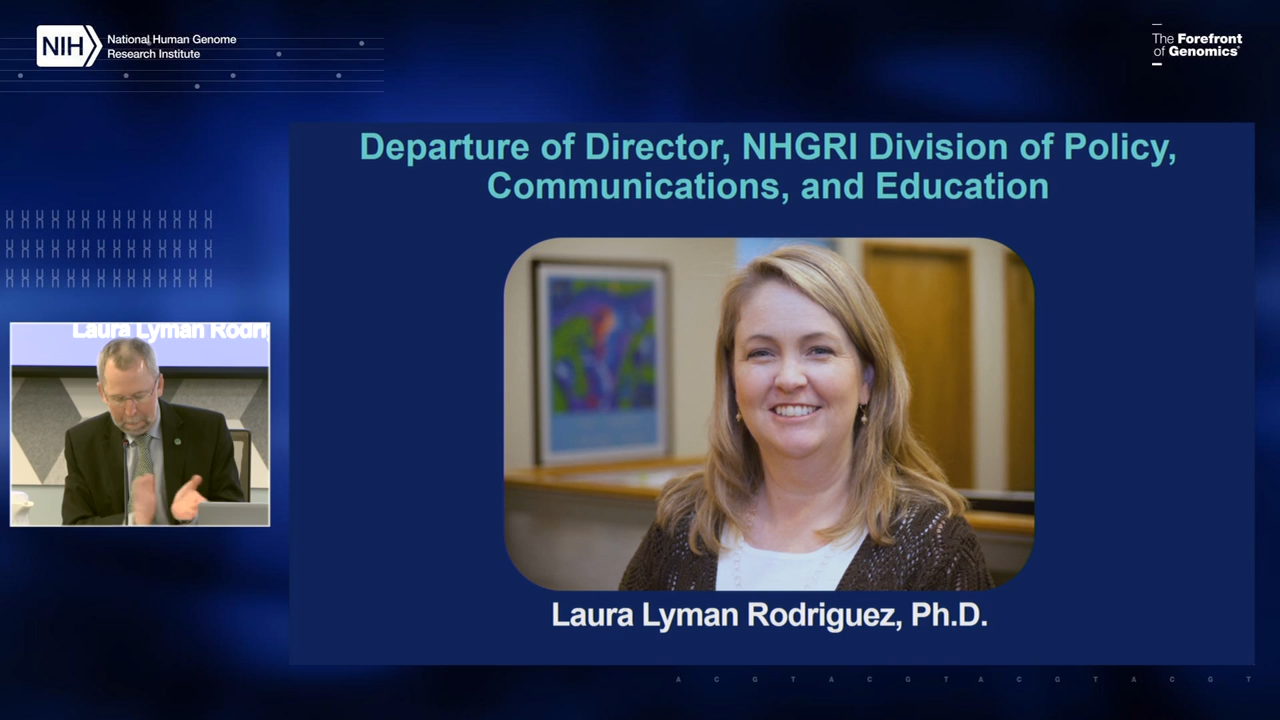 NIH National Human Genome
Research Institute
The Forefront
of Genomics®
Departure of Director, NHGRI Division of Policy,
Communications, and Education
Laura Lyman Rodrig
Laura Lyman Rodriguez, Ph.D.
A C G T A C G T A C G T A C G T